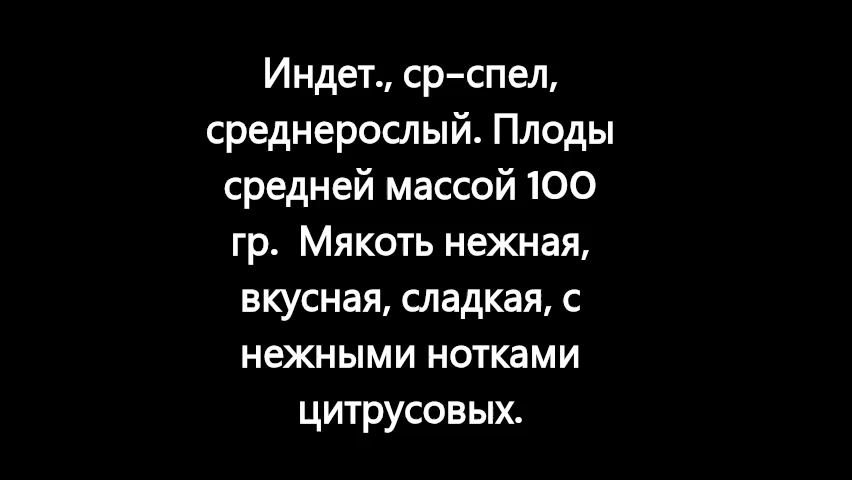 Индет., ср-спел,
среднерослый. Плоды
средней массой 100
гр.  Мякоть нежная,
вкусная, сладкая, с
нежными нотками
цитрусовых.